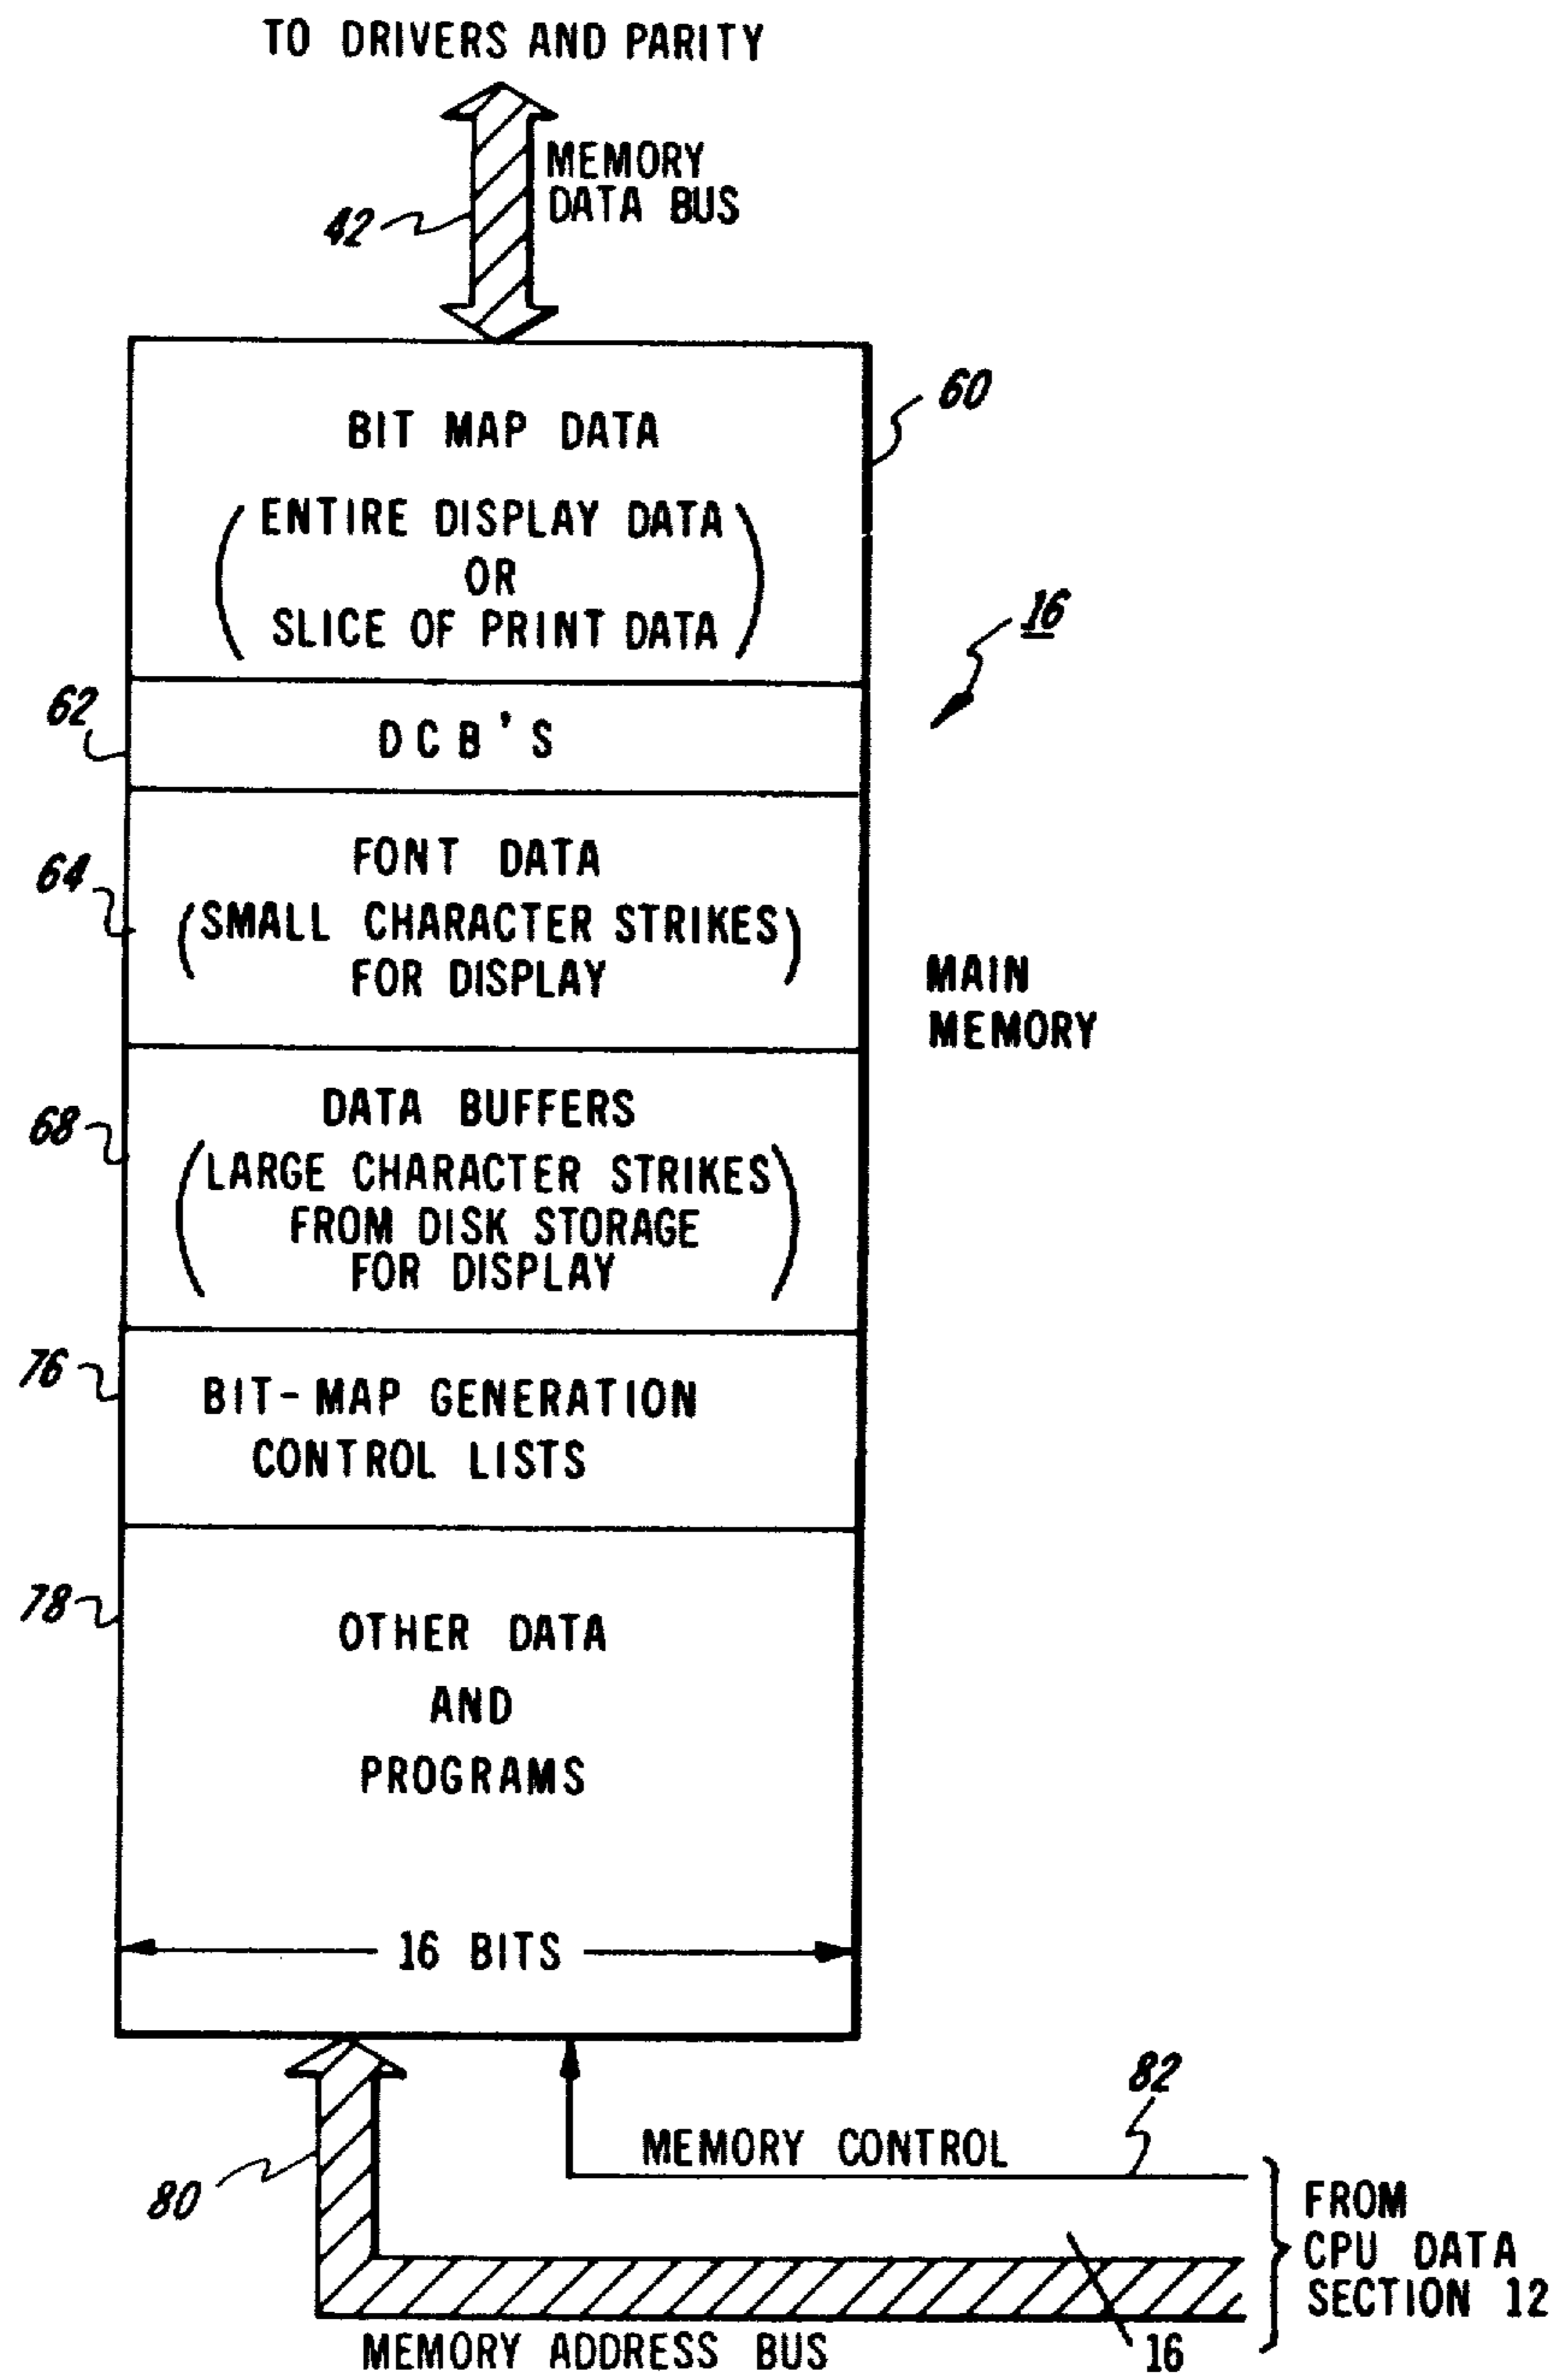 TO DRIVERS AND PARITY
MEMORY
DATA BUS
42
BIT MAP DATA
60
(ENTIRE DISPLAY DATA
OR
SLICE OF PRINT DATA)
16
62
DCB'S
FONT DATA
64
(SMALL CHARACTER STRIKES)
FOR DISPLAY
MAIN
MEMORY
DATA BUFFERS
68
(LARGE CHARACTER STRIKES
FROM DISK STORAGE
FOR DISPLAY)
76
BIT-MAP GENERATION
CONTROL LISTS
78
OTHER DATA
AND
PROGRAMS
16 BITS
82
MEMORY CONTROL
80
FROM
CPU DATA
SECTION 12
MEMORY ADDRESS BUS
16